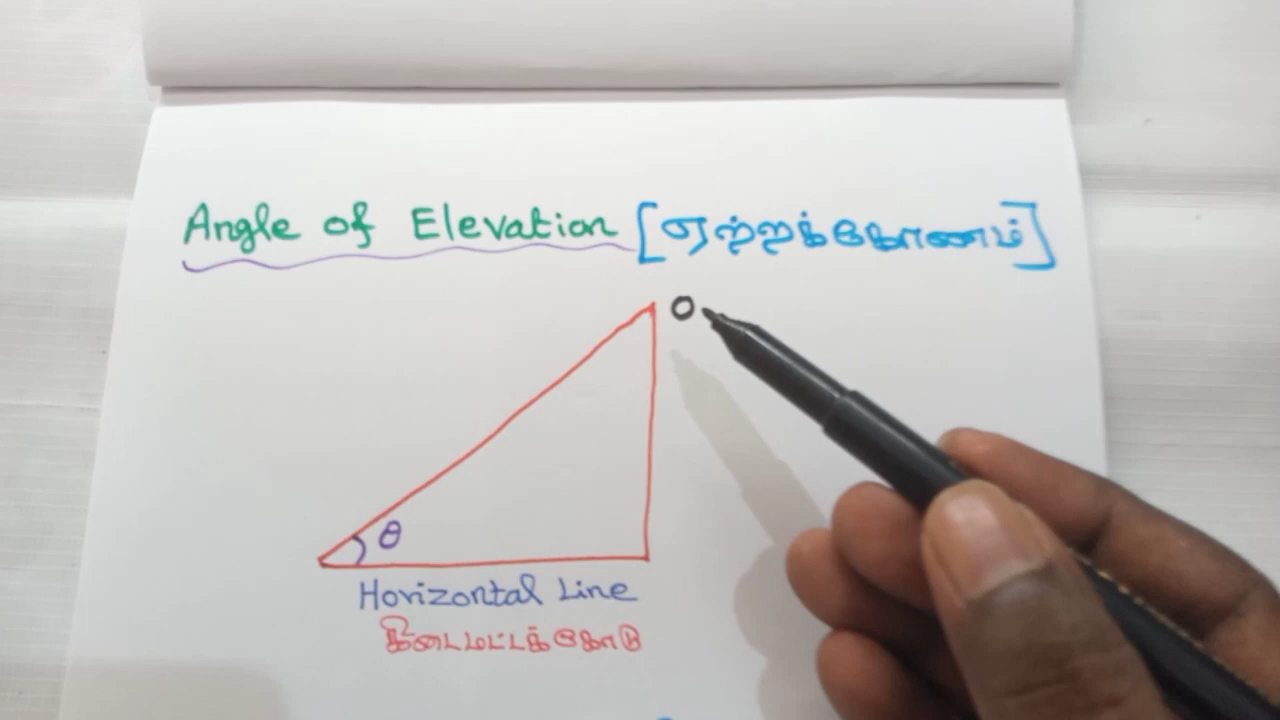 Angle of Elevation [ஏற்றக்கோணம்]
O
θ
Horizontal Line
கிடைமட்டக்கோடு